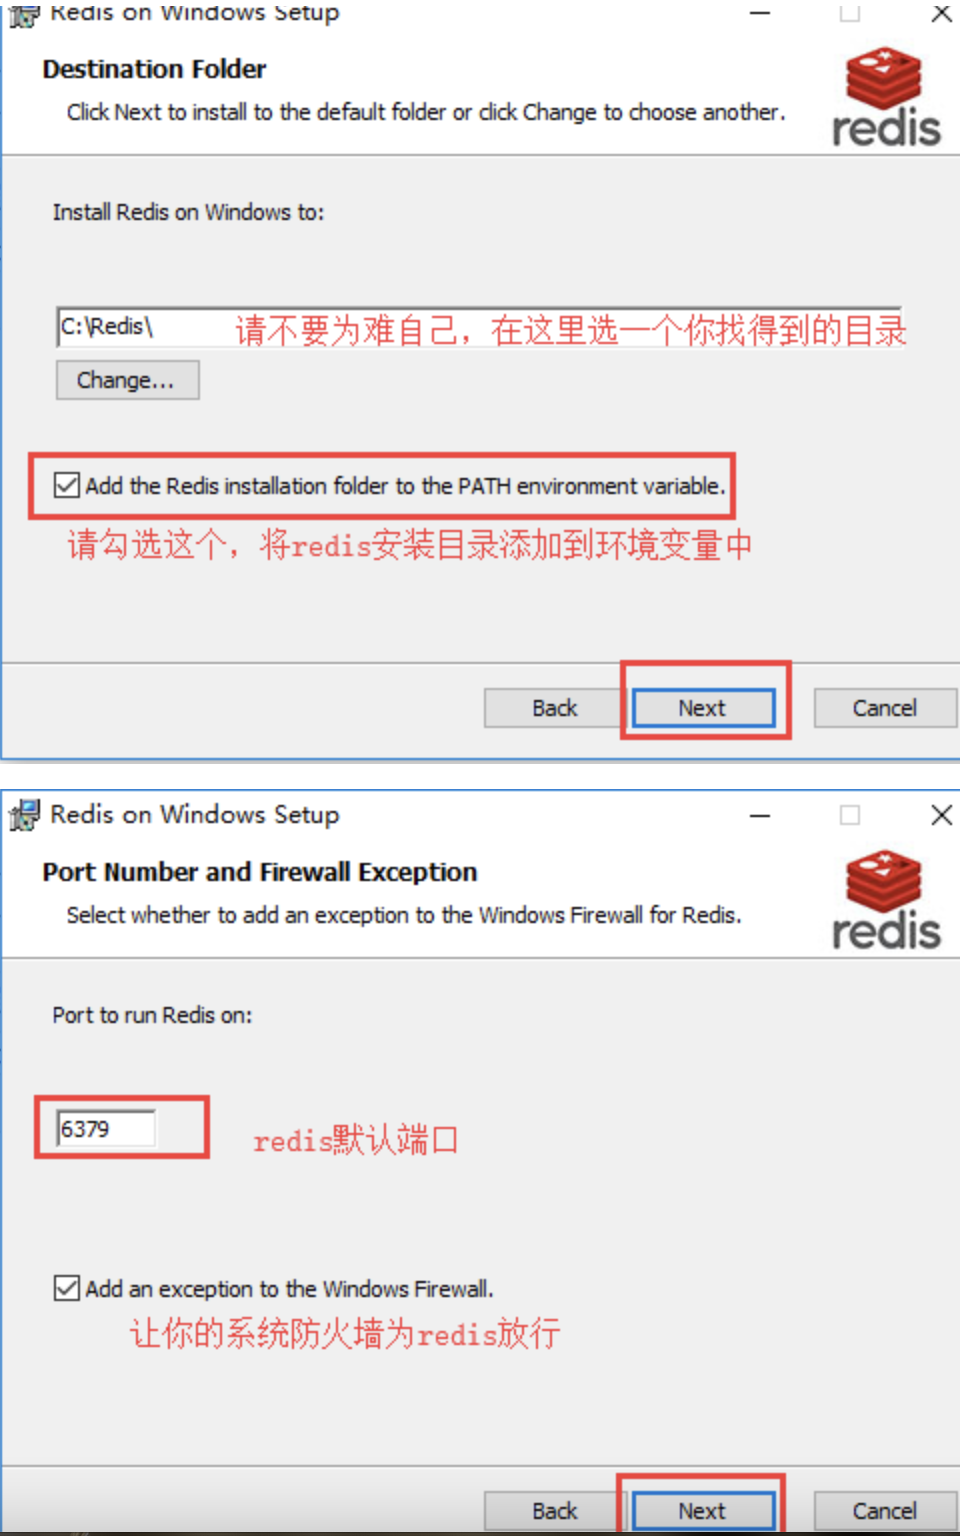 Redis on Windows Setup
Destination Folder
Click Next to install to the default folder or click Change to choose another.
redis
Install Redis on Windows to:
C:\Redis\ 请不要为难自己，在这里选一个你找得到的目录
Change...
Add the Redis installation folder to the PATH environment variable.
请勾选这个，将redis安装目录添加到环境变量中
Back Next Cancel
Redis on Windows Setup
Port Number and Firewall Exception
Select whether to add an exception to the Windows Firewall for Redis.
redis
Port to run Redis on:
6379 redis默认端口
Add an exception to the Windows Firewall.
让你的系统防火墙为redis放行
Back Next Cancel